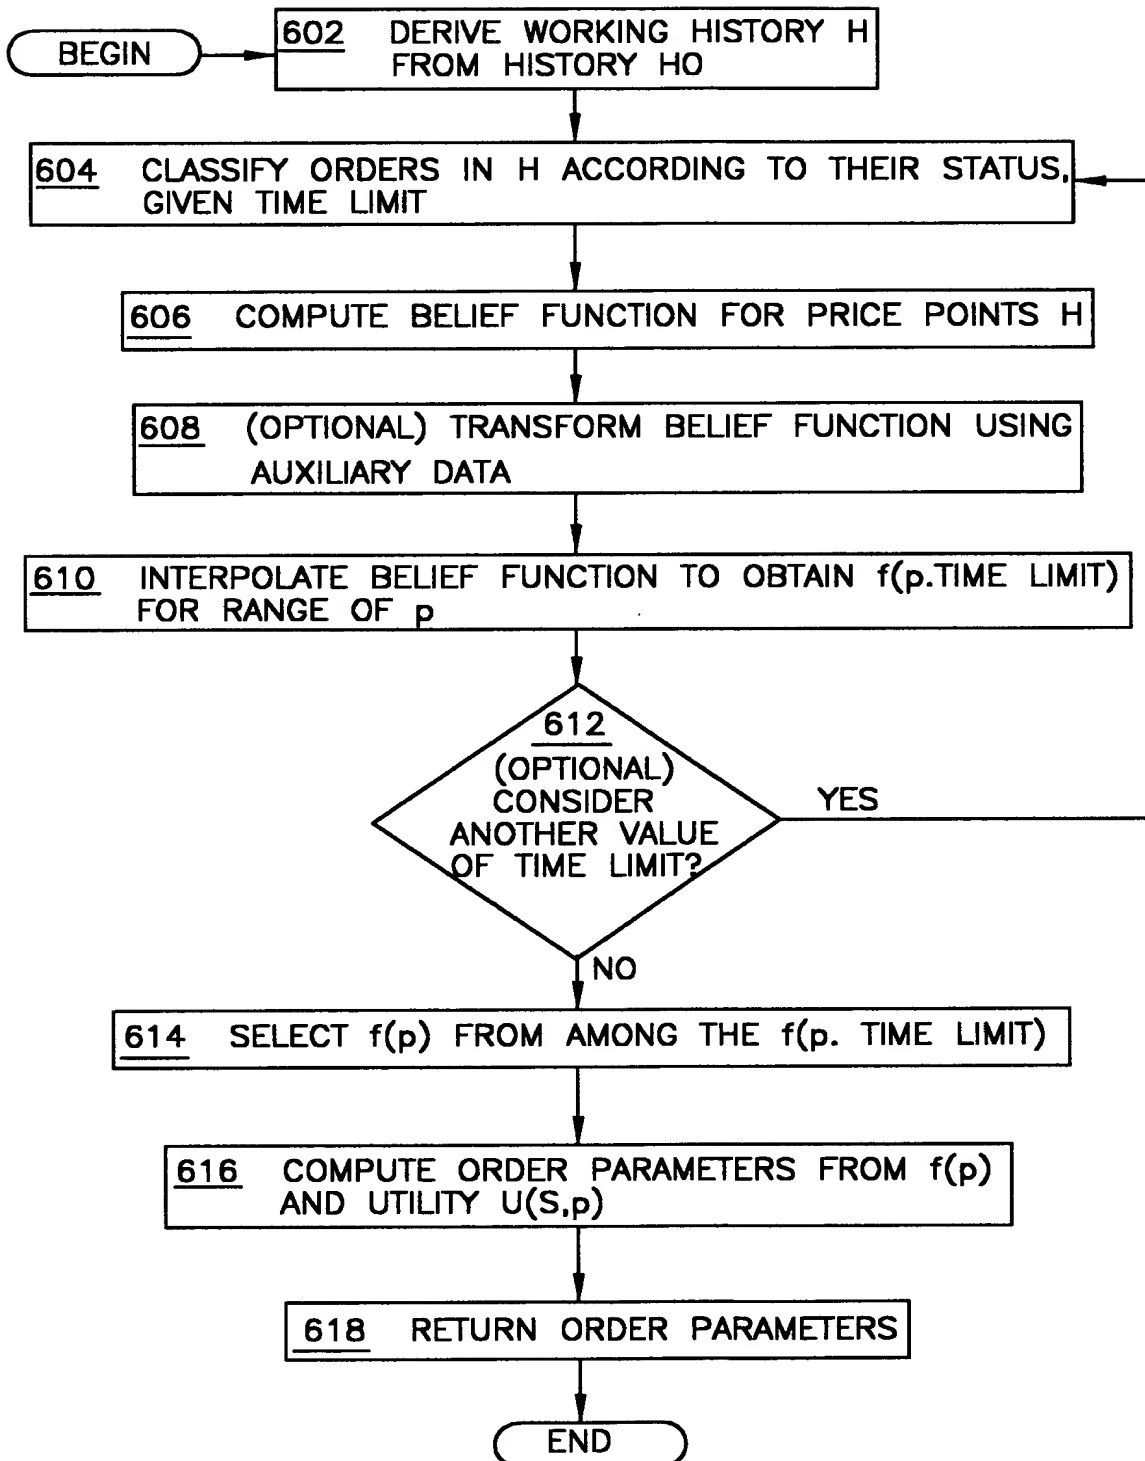 BEGIN
602 DERIVE WORKING HISTORY H
FROM HISTORY HO
604 CLASSIFY ORDERS IN H ACCORDING TO THEIR STATUS,
GIVEN TIME LIMIT
606 COMPUTE BELIEF FUNCTION FOR PRICE POINTS H
608 (OPTIONAL) TRANSFORM BELIEF FUNCTION USING
AUXILIARY DATA
610 INTERPOLATE BELIEF FUNCTION TO OBTAIN f(p.TIME LIMIT)
FOR RANGE OF p
612
(OPTIONAL)
CONSIDER
ANOTHER VALUE
OF TIME LIMIT?
YES
NO
614 SELECT f(p) FROM AMONG THE f(p. TIME LIMIT)
616 COMPUTE ORDER PARAMETERS FROM f(p)
AND UTILITY U(S,p)
618 RETURN ORDER PARAMETERS
END